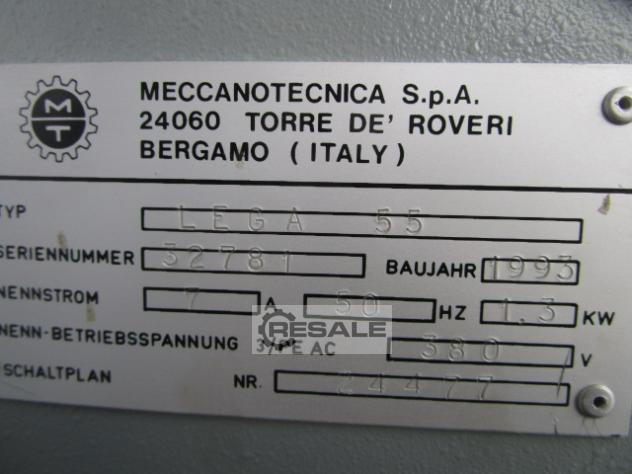 MECCANOTECNICA S.p.A.
24060 TORRE DE' ROVERI
BERGAMO (ITALY)
MT
TYP LEGA 55
SERIENNUMMER 32781 BAUJAHR 1993
NENNSTROM 7 A 50 HZ 1.3 KW
RESALE
NENN-BETRIEBSSPANNUNG 3/PE AC 380 V
SCHALTPLAN NR. 24477